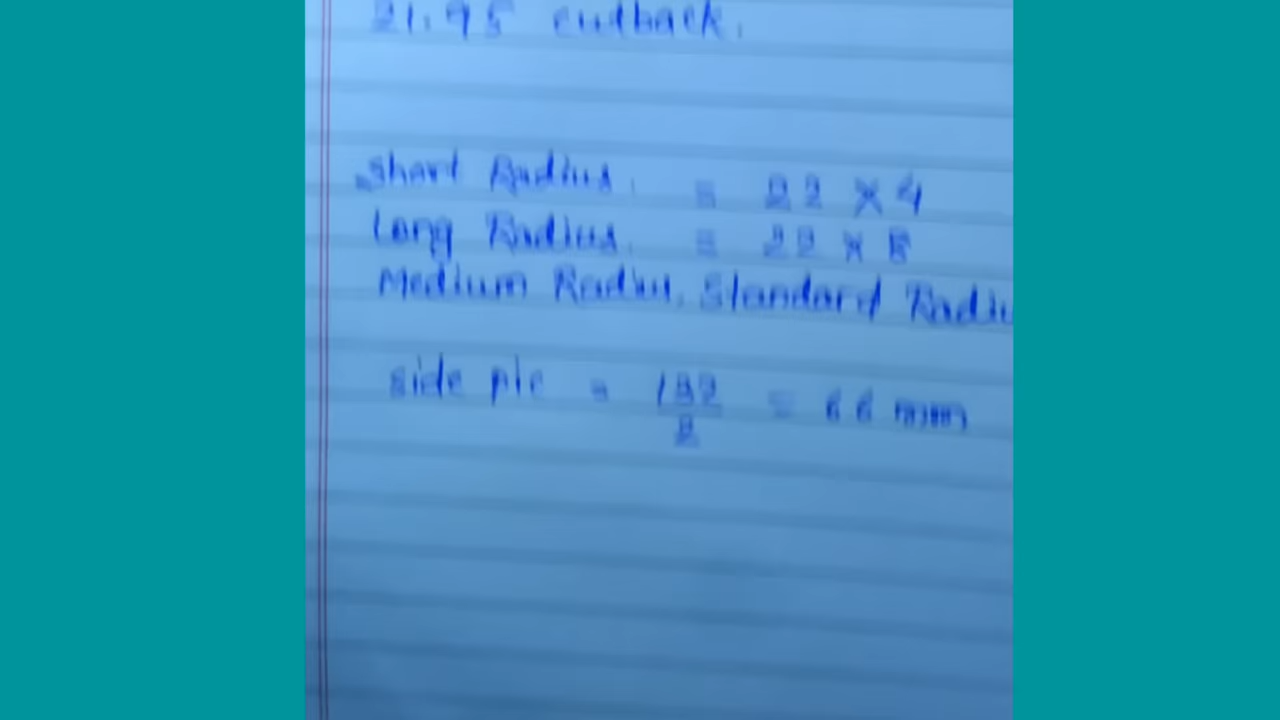 21.95 cutback.
Short Radius. = 22 × 4
Long Radius. = 22 × 8
Medium Radius, Standard Radiu
side pic = 132/2 = 66 mm